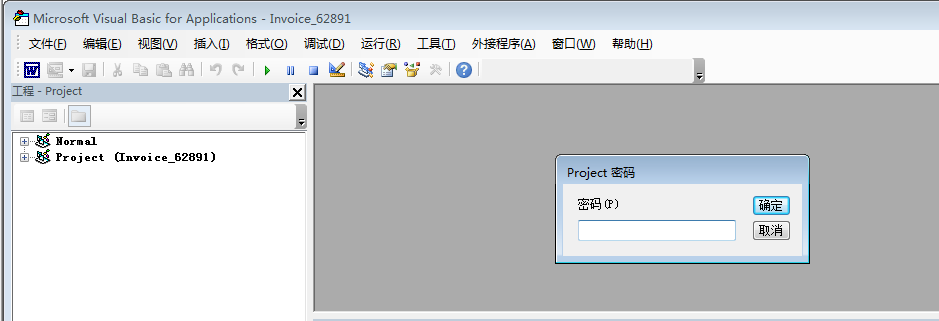 Microsoft Visual Basic for Applications - Invoice_62891
文件(F) 编辑(E) 视图(V) 插入(I) 格式(O) 调试(D) 运行(R) 工具(T) 外接程序(A) 窗口(W) 帮助(H)
工程 - Project
Normal
Project (Invoice_62891)
Project 密码
密码(P)
确定
取消